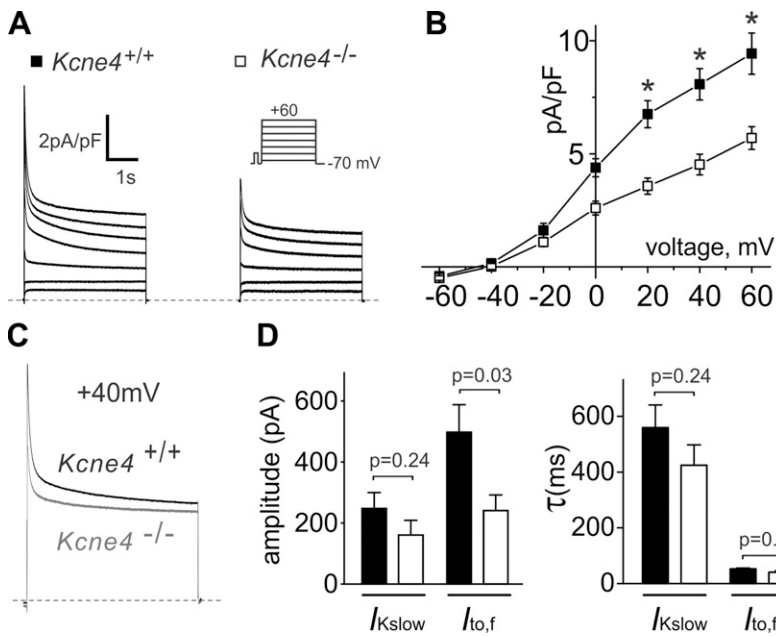 A
Kcne4+/+
Kcne4-/-
2pA/pF
1s
+60
-70 mV
B
pA/pF
10
5
voltage, mV
-60 -40 -20 0 20 40 60
* * *
C
+40mV
Kcne4 +/+
Kcne4 -/-
D
amplitude (pA)
600
400
200
0
p=0.24
p=0.03
IKslow Ito,f
τ(ms)
600
400
200
0
p=0.24
p=0.
IKslow Ito,f